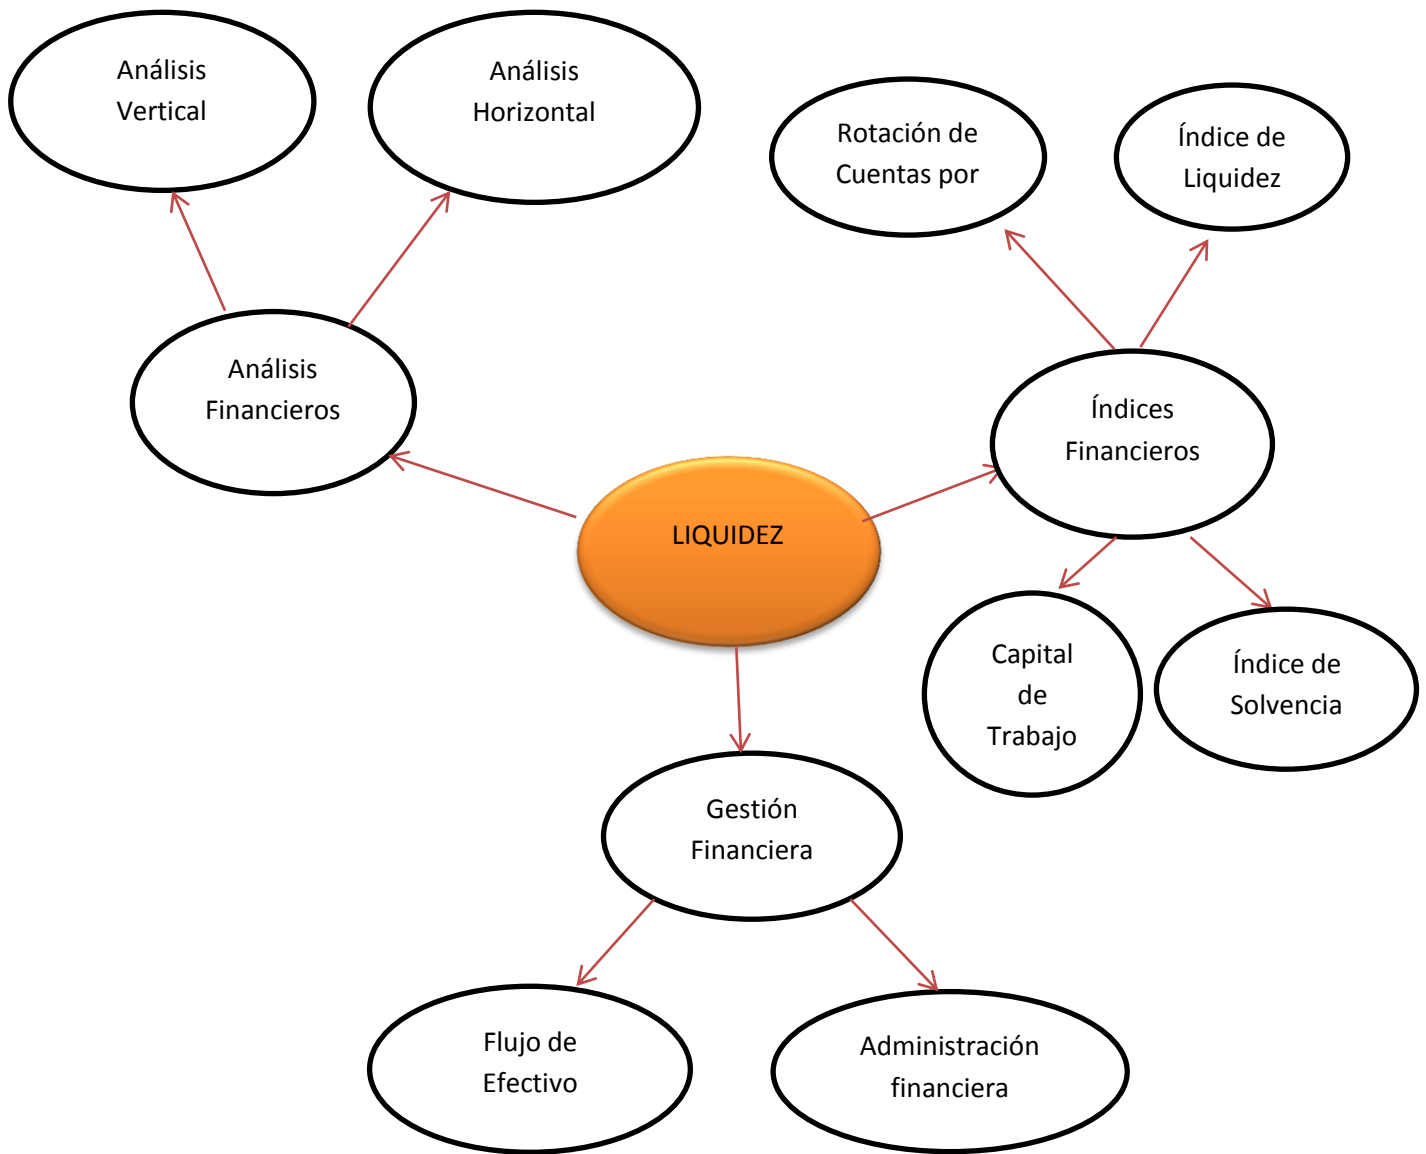 Análisis
Vertical
Análisis
Horizontal
Rotación de
Cuentas por
Índice de
Liquidez
Análisis
Financieros
Índices
Financieros
LIQUIDEZ
Capital
de
Trabajo
Índice de
Solvencia
Gestión
Financiera
Flujo de
Efectivo
Administración
financiera